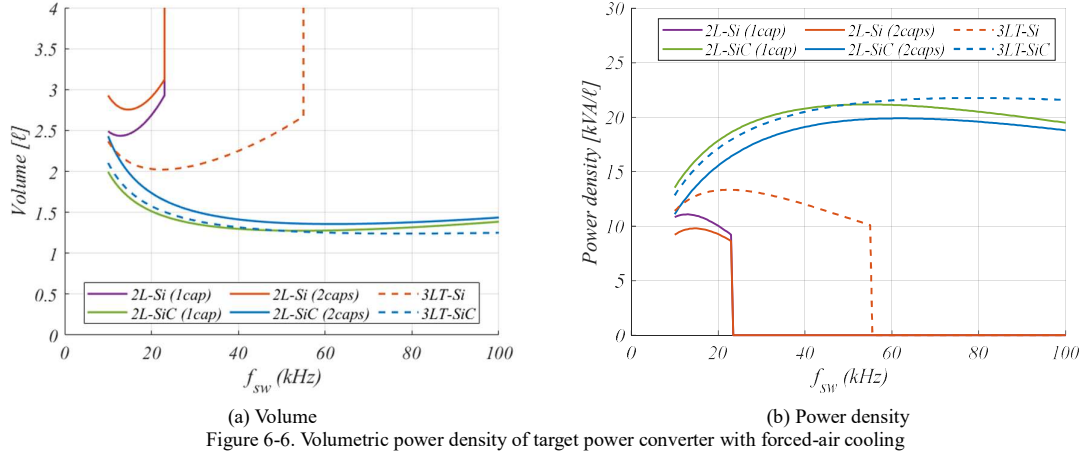 4
3.5
3
2.5
2
1.5
1
0.5
0
Volume [ℓ]
2L-Si (1cap) 2L-Si (2caps) 3LT-Si
2L-SiC (1cap) 2L-SiC (2caps) 3LT-SiC
0 20 40 60 80 100
f_sw (kHz)
(a) Volume
30
25
20
15
10
5
0
Power density [kVA/ℓ]
2L-Si (1cap) 2L-Si (2caps) 3LT-Si
2L-SiC (1cap) 2L-SiC (2caps) 3LT-SiC
0 20 40 60 80 100
f_sw (kHz)
(b) Power density
Figure 6-6. Volumetric power density of target power converter with forced-air cooling